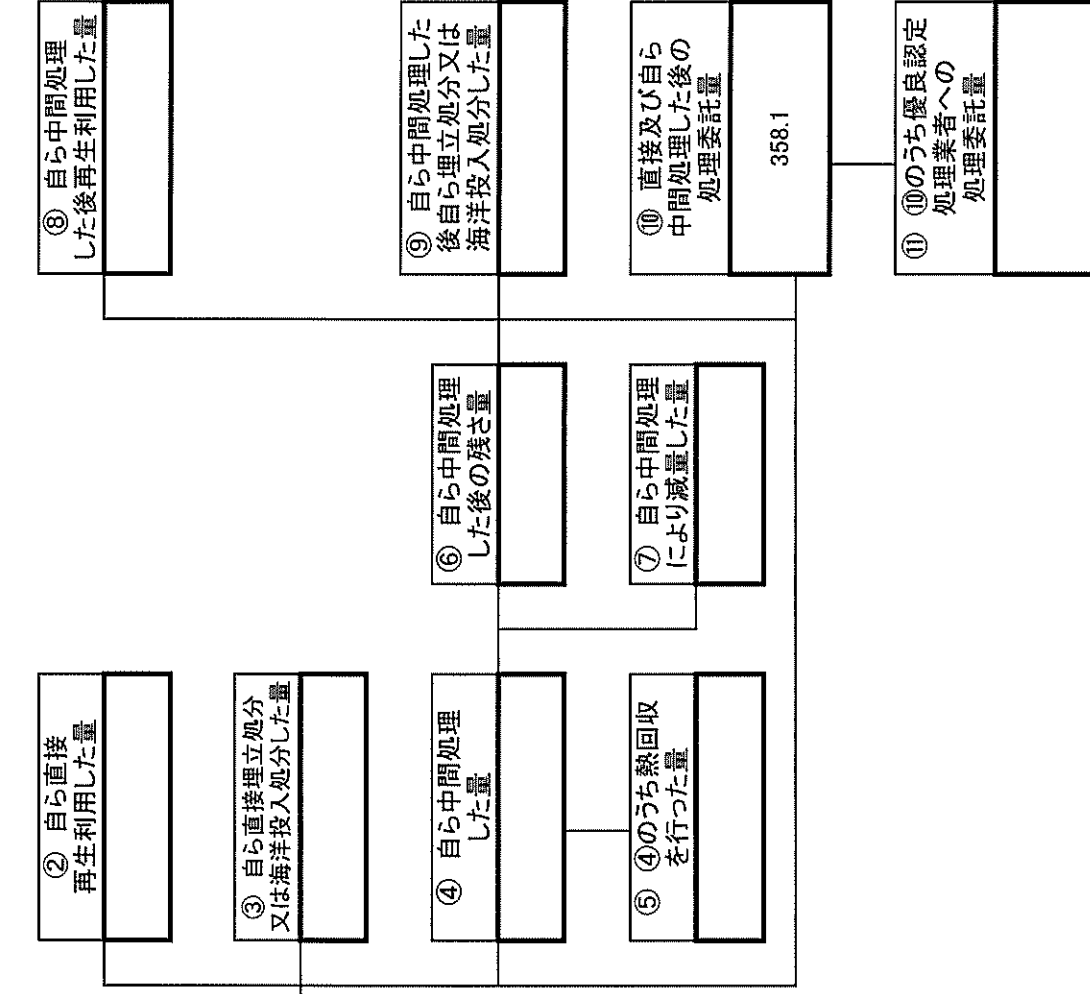 ② 自ら直接
再生利用した量
③ 自ら直接埋立処分
又は海洋投入処分した量
④ 自ら中間処理
した量
⑤ ④のうち熱回収
を行った量
⑥ 自ら中間処理
した後の残さ量
⑦ 自ら中間処理
により減量した量
⑧ 自ら中間処理
した後再生利用した量
⑨ 自ら中間処理した
後自ら埋立処分又は
海洋投入処分した量
⑩ 直接及び自ら
中間処理した後の
処理委託量
358.1
⑪ ⑩のうち優良認定
処理業者への
処理委託量